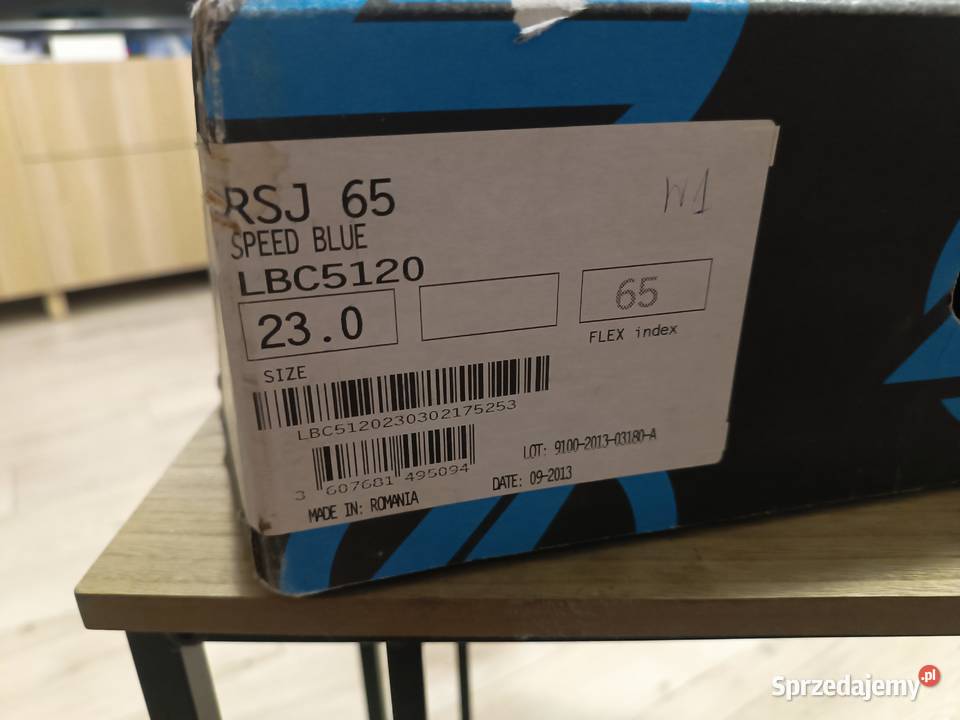 RSJ 65
SPEED BLUE
LBC5120
23.0
65
SIZE
FLEX index
LBC5120230302175253
3 607681 495094
LOT: 9100-2013-03180-A
DATE: 09-2013
MADE IN: ROMANIA
Sprzedajemy.pl